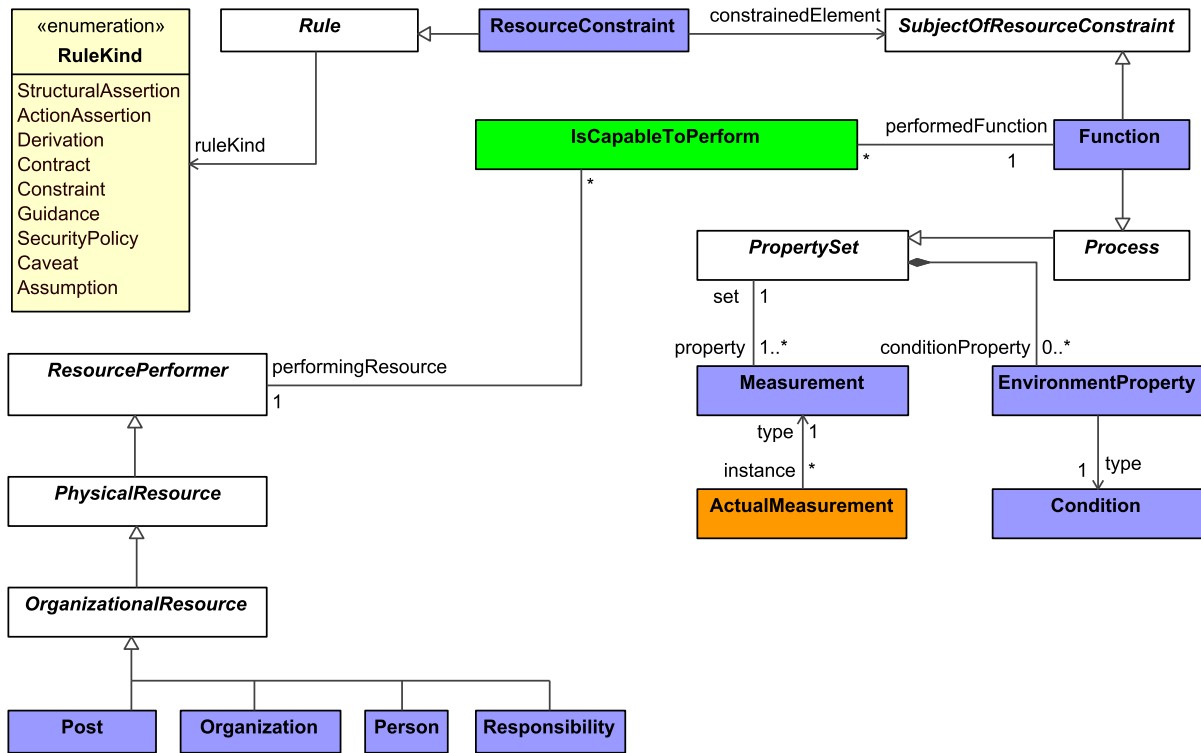 «enumeration»
RuleKind
StructuralAssertion
ActionAssertion
Derivation
Contract
Constraint
Guidance
SecurityPolicy
Caveat
Assumption
Rule
ruleKind
ResourceConstraint
constrainedElement
SubjectOfResourceConstraint
IsCapableToPerform
performedFunction
*
1
Function
*
PropertySet
Process
set
1
property
1..*
conditionProperty
0..*
ResourcePerformer
performingResource
1
Measurement
EnvironmentProperty
type
1
instance
*
type
1
ActualMeasurement
Condition
PhysicalResource
OrganizationalResource
Post
Organization
Person
Responsibility